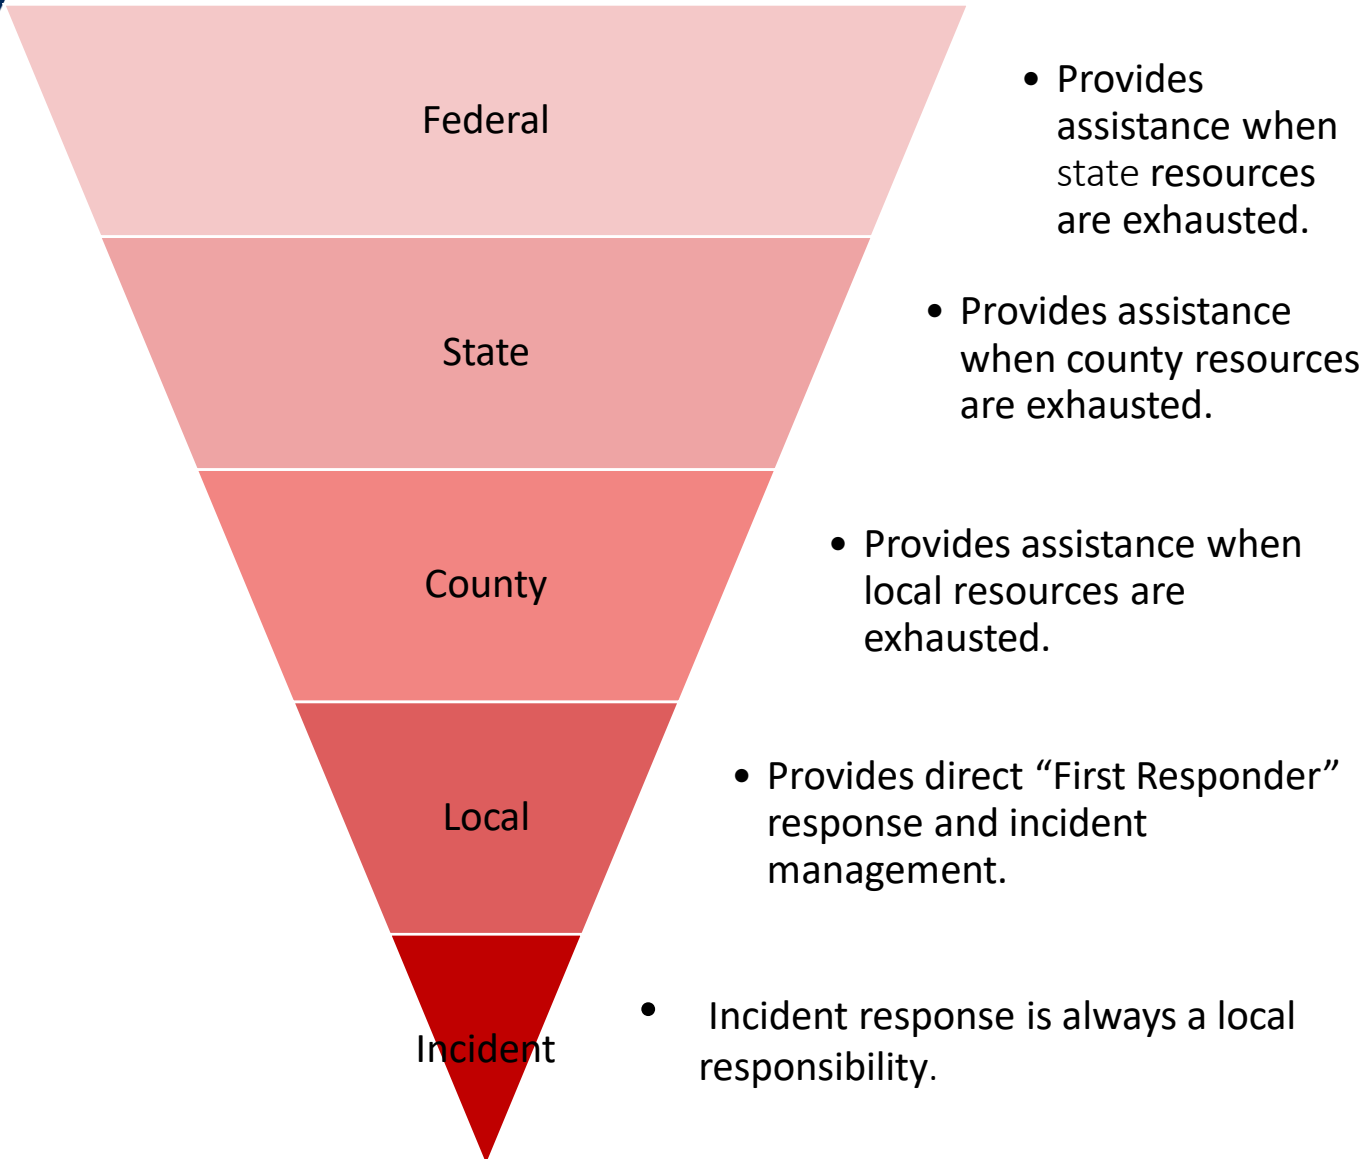 Federal
• Provides
assistance when
state resources
are exhausted.
State
• Provides assistance
when county resources
are exhausted.
County
• Provides assistance when
local resources are
exhausted.
Local
• Provides direct “First Responder”
response and incident
management.
Incident
• Incident response is always a local
responsibility.